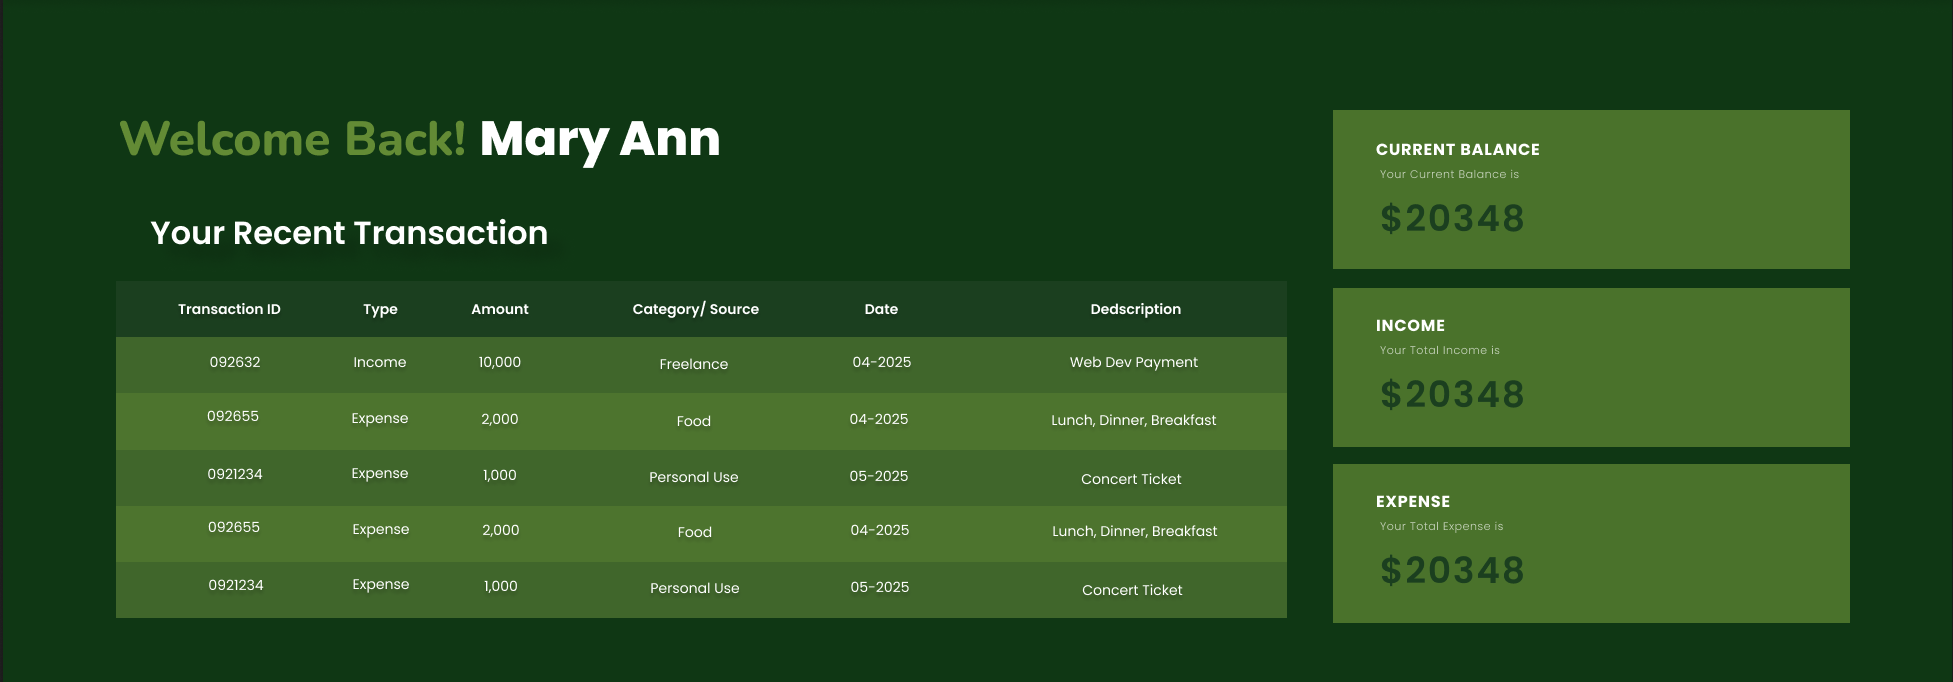 Welcome Back! Mary Ann
Your Recent Transaction
Transaction ID Type Amount Category/ Source Date Dedscription
092632 Income 10,000 Freelance 04-2025 Web Dev Payment
092655 Expense 2,000 Food 04-2025 Lunch, Dinner, Breakfast
0921234 Expense 1,000 Personal Use 05-2025 Concert Ticket
092655 Expense 2,000 Food 04-2025 Lunch, Dinner, Breakfast
0921234 Expense 1,000 Personal Use 05-2025 Concert Ticket
CURRENT BALANCE
Your Current Balance is
$20348
INCOME
Your Total Income is
$20348
EXPENSE
Your Total Expense is
$20348